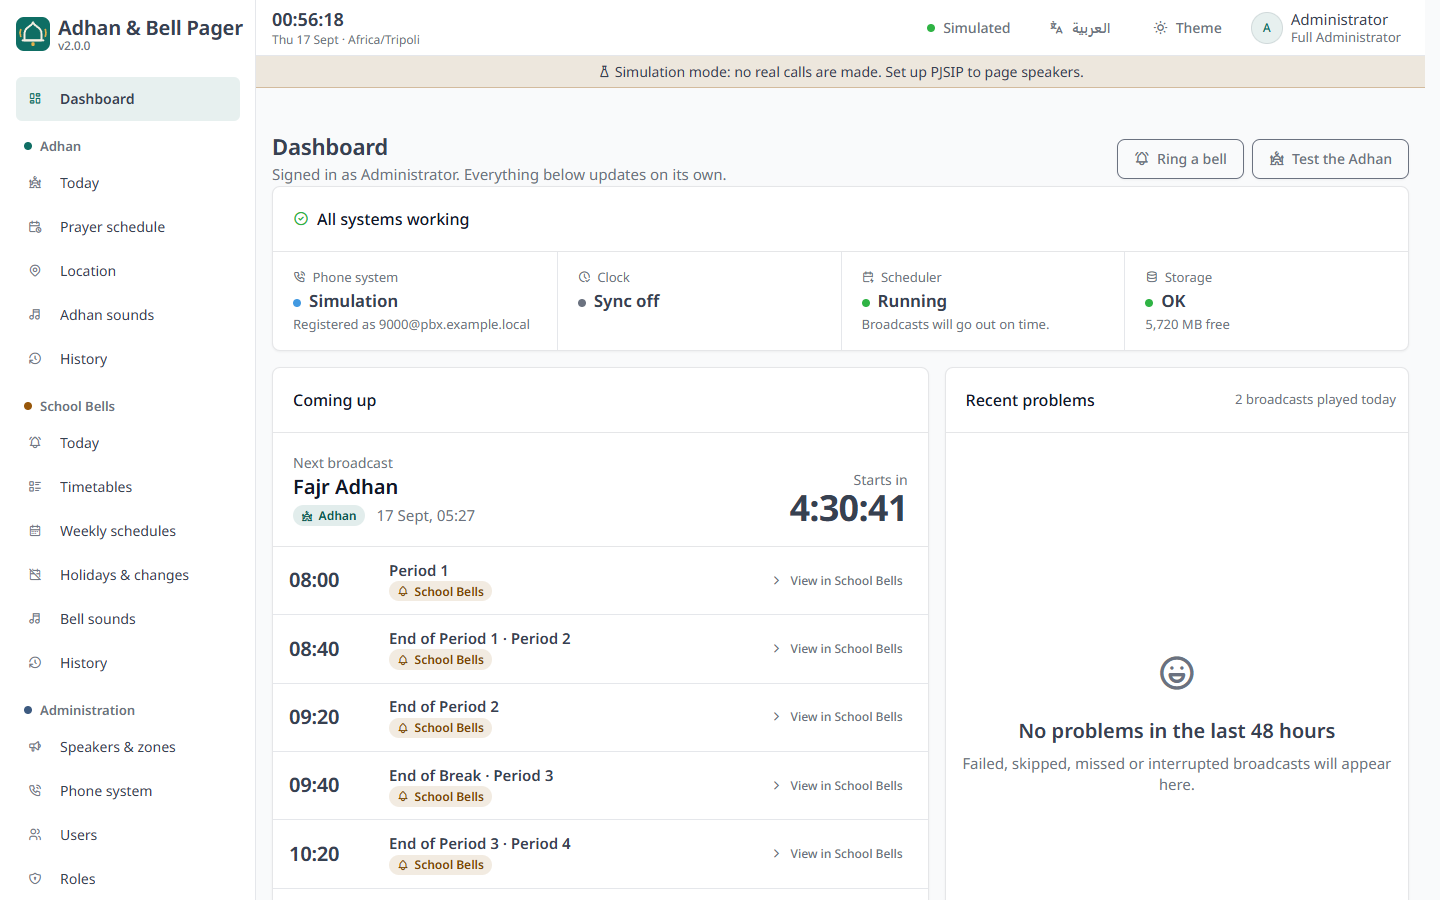 Adhan & Bell Pager
v2.0.0
Dashboard
Adhan
Today
Prayer schedule
Location
Adhan sounds
History
School Bells
Today
Timetables
Weekly schedules
Holidays & changes
Bell sounds
History
Administration
Speakers & zones
Phone system
Users
Roles
00:56:18
Thu 17 Sept · Africa/Tripoli
Simulated
العربية
Theme
A
Administrator
Full Administrator
Simulation mode: no real calls are made. Set up PJSIP to page speakers.
Dashboard
Signed in as Administrator. Everything below updates on its own.
Ring a bell
Test the Adhan
All systems working
Phone system
Simulation
Registered as 9000@pbx.example.local
Clock
Sync off
Scheduler
Running
Broadcasts will go out on time.
Storage
OK
5,720 MB free
Coming up
Next broadcast
Fajr Adhan
Adhan
17 Sept, 05:27
Starts in
4:30:41
08:00
Period 1
School Bells
View in School Bells
08:40
End of Period 1 · Period 2
School Bells
View in School Bells
09:20
End of Period 2
School Bells
View in School Bells
09:40
End of Break · Period 3
School Bells
View in School Bells
10:20
End of Period 3 · Period 4
School Bells
View in School Bells
Recent problems
2 broadcasts played today
No problems in the last 48 hours
Failed, skipped, missed or interrupted broadcasts will appear
here.